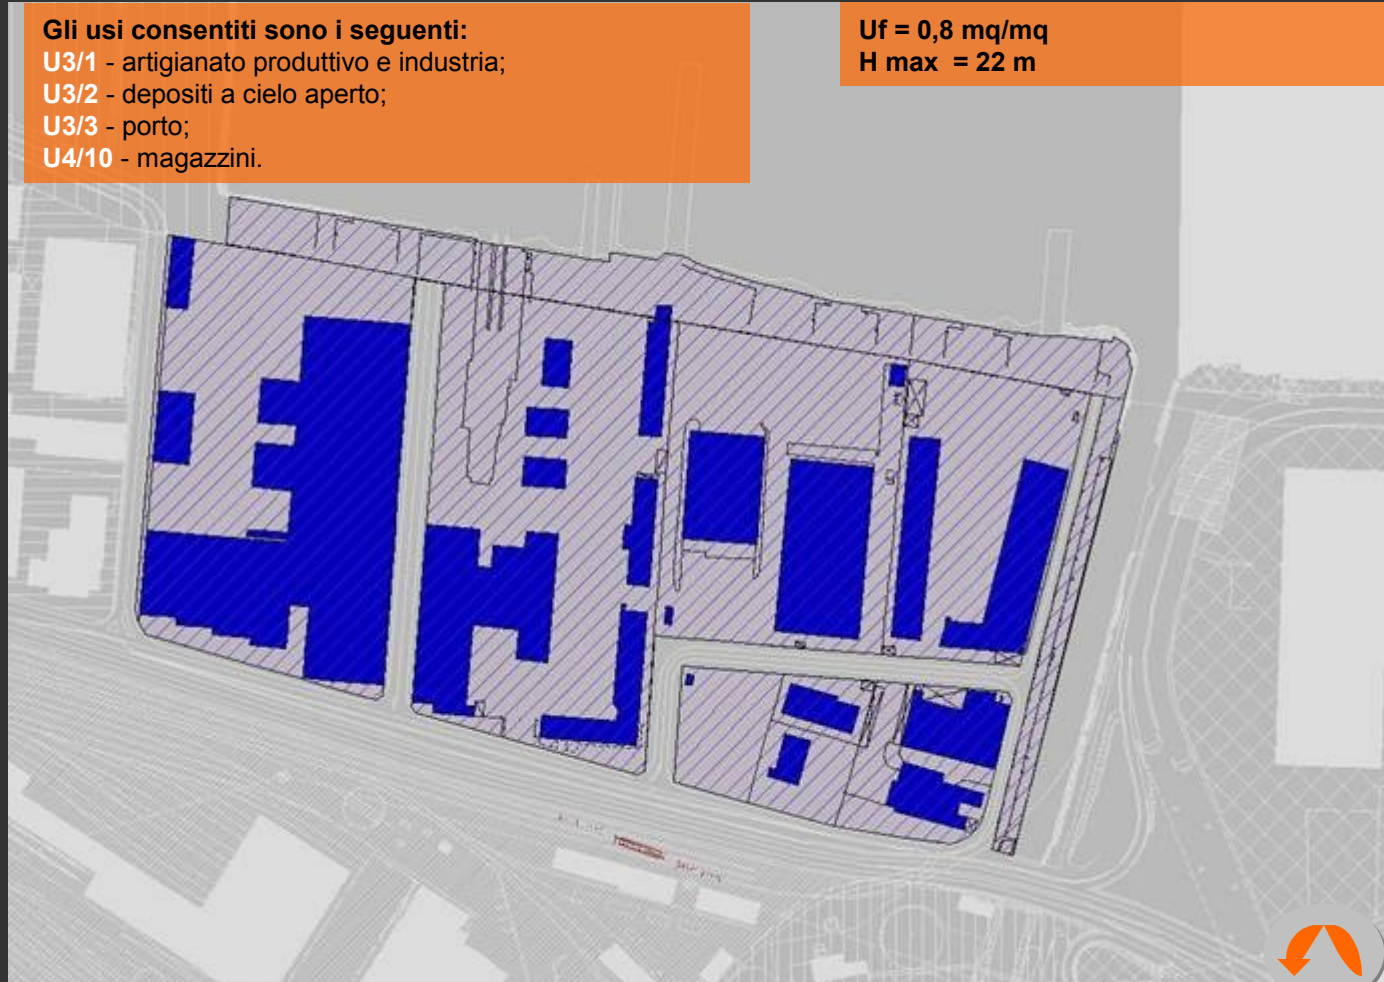 Gli usi consentiti sono i seguenti:
U3/1 - artigianato produttivo e industria;
U3/2 - depositi a cielo aperto;
U3/3 - porto;
U4/10 - magazzini.
Uf = 0,8 mq/mq
H max = 22 m